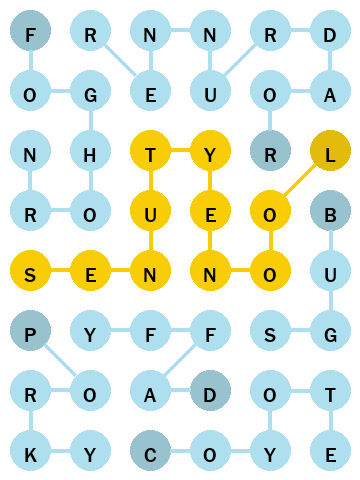 F R N N R D
O G E U O A
N H T Y R L
R O U E O B
S E N N O U
P Y F F S G
R O A D O T
K Y C O Y E